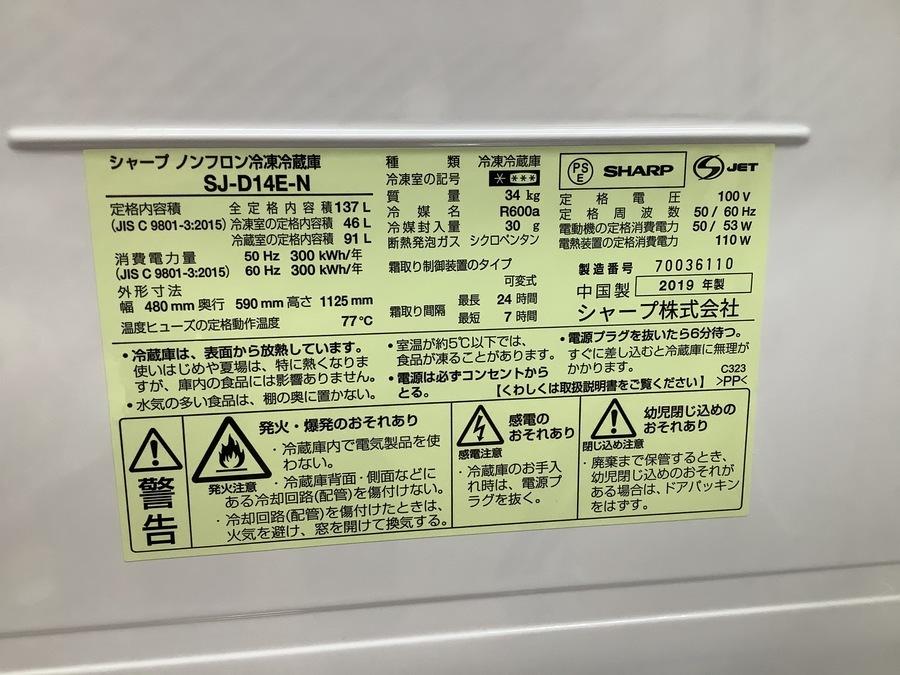 シャープ ノンフロン冷凍冷蔵庫
SJ-D14E-N
定格内容積 全定格内容積 137 L
(JIS C 9801-3:2015) 冷凍室の定格内容積 46 L
冷蔵室の定格内容積 91 L
消費電力量 50 Hz 300 kWh/年
(JIS C 9801-3:2015) 60 Hz 300 kWh/年
外形寸法
幅 480 mm 奥行 590 mm 高さ 1125 mm
温度ヒューズの定格動作温度 77℃
種類 冷凍冷蔵庫
冷凍室の記号 * ***
質量 34 kg
冷媒名 R600a
冷媒封入量 30 g
断熱発泡ガス シクロペンタン
霜取り制御装置のタイプ
可変式
霜取り間隔 最長 24 時間
最短 7 時間
PS
E
SHARP
S JET
定格電圧 100 V
定格周波数 50 / 60 Hz
電動機の定格消費電力 50 / 53 W
電熱装置の定格消費電力 110 W
製造番号 70036110
中国製 2019 年製
シャープ株式会社
・冷蔵庫は、表面から放熱しています。
使いはじめや夏場は、特に熱くなりま
すが、庫内の食品には影響ありません。
・水気の多い食品は、棚の奥に置かない。
・室温が約5℃以下では、
食品が凍ることがあります。
・電源は必ずコンセントから
とる。
・電源プラグを抜いたら6分待つ。
すぐに差し込むと冷蔵庫に無理が
かかります。
C323
【くわしくは取扱説明書をご覧ください】 >PP<
警告
発火注意
発火・爆発のおそれあり
・冷蔵庫内で電気製品を使
わない。
・冷蔵庫背面・側面などに
ある冷却回路(配管)を傷付けない。
・冷却回路(配管)を傷付けたときは、
火気を避け、窓を開けて換気する。
感電注意
感電の
おそれあり
・冷蔵庫のお手入
れ時は、電源プ
ラグを抜く。
閉じ込め注意
幼児閉じ込めの
おそれあり
・廃棄まで保管するとき、
幼児閉じ込めのおそれが
ある場合は、ドアパッキン
をはずす。